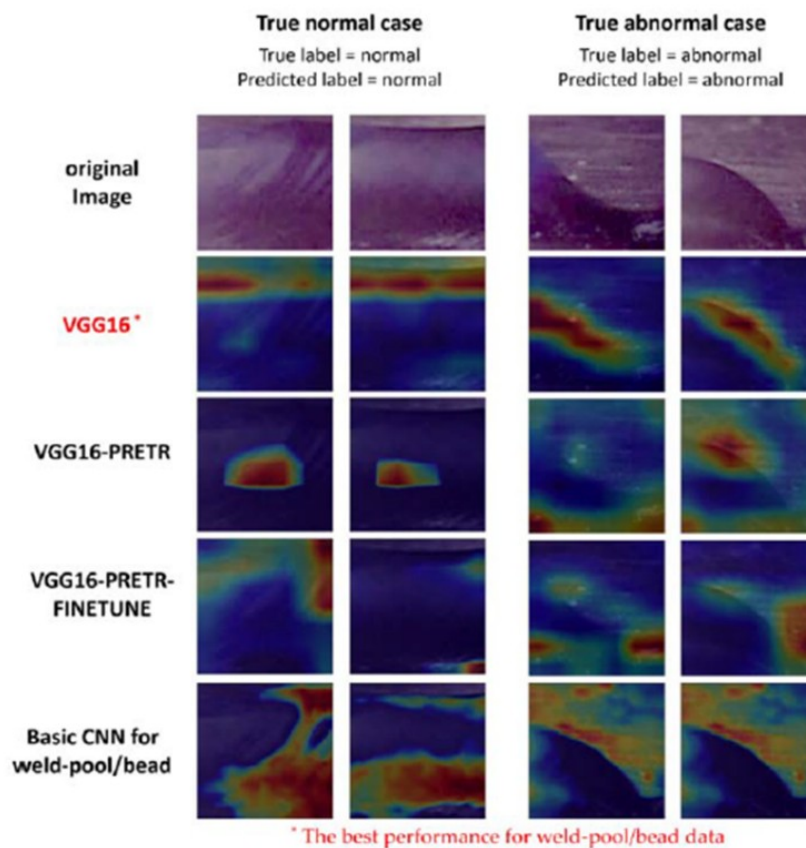 True normal case
True label = normal
Predicted label = normal
True abnormal case
True label = abnormal
Predicted label = abnormal
original
Image
VGG16*
VGG16-PRETR
VGG16-PRETR-
FINETUNE
Basic CNN for
weld-pool/bead
* The best performance for weld-pool/bead data